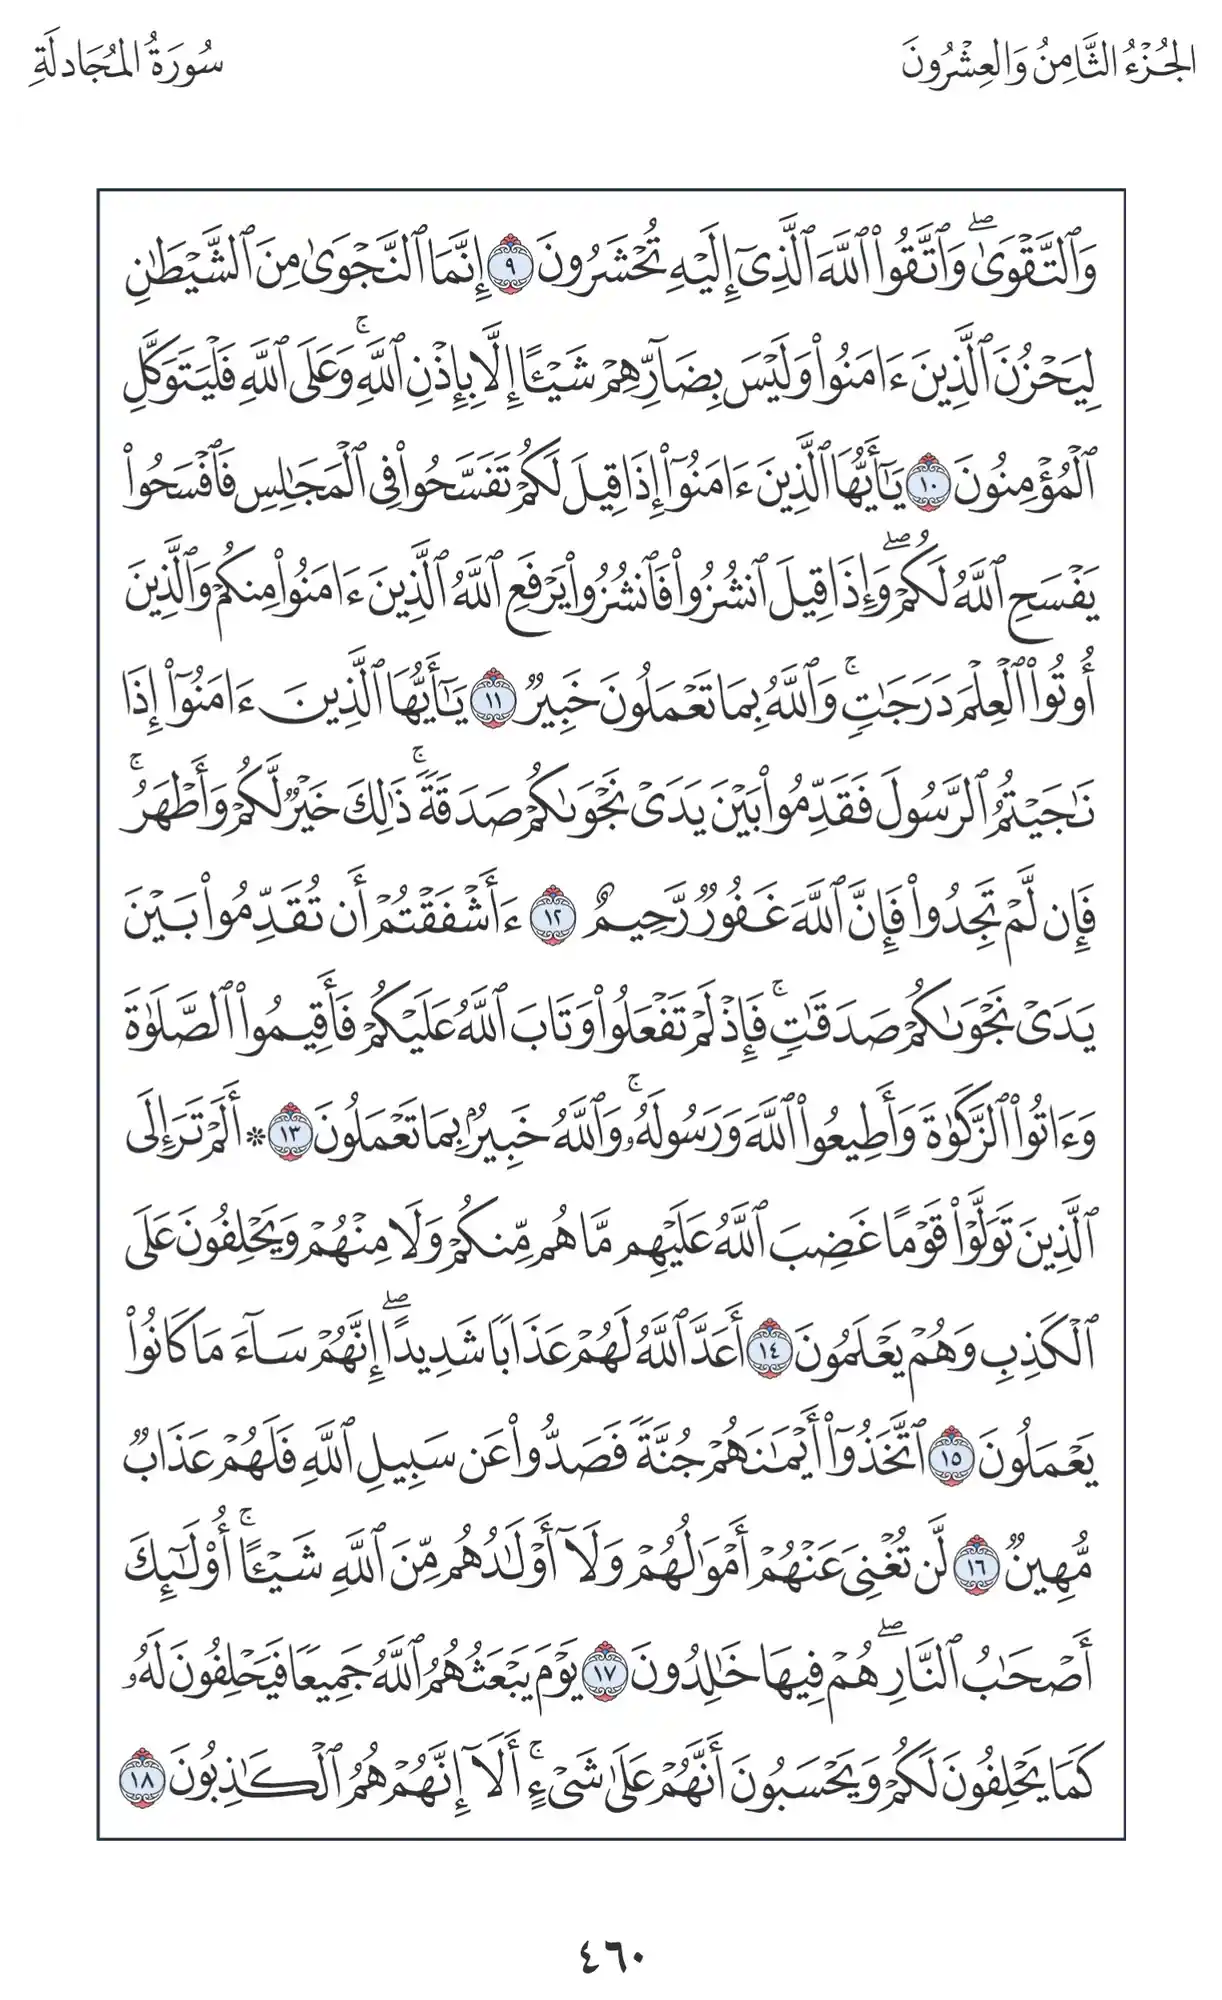 الجُزْءُ الثَّامِنُ وَالعِشْرُونَ
سُورَةُ المُجَادلَةِ
وَٱلتَّقْوَىٰۖ وَٱتَّقُوا۟ ٱللَّهَ ٱلَّذِىٓ إِلَيْهِ تُحْشَرُونَ ٩ إِنَّمَا ٱلنَّجْوَىٰ مِنَ ٱلشَّيْطَـٰنِ
لِيَحْزُنَ ٱلَّذِينَ ءَامَنُوا۟ وَلَيْسَ بِضَآرِّهِمْ شَيْـًٔا إِلَّا بِإِذْنِ ٱللَّهِۚ وَعَلَى ٱللَّهِ فَلْيَتَوَكَّلِ
ٱلْمُؤْمِنُونَ ١٠ يَـٰٓأَيُّهَا ٱلَّذِينَ ءَامَنُوٓا۟ إِذَا قِيلَ لَكُمْ تَفَسَّحُوا۟ فِى ٱلْمَجَـٰلِسِ فَٱفْسَحُوا۟
يَفْسَحِ ٱللَّهُ لَكُمْۖ وَإِذَا قِيلَ ٱنشُزُوا۟ فَٱنشُزُوا۟ يَرْفَعِ ٱللَّهُ ٱلَّذِينَ ءَامَنُوا۟ مِنكُمْ وَٱلَّذِينَ
أُوتُوا۟ ٱلْعِلْمَ دَرَجَـٰتٍۚ وَٱللَّهُ بِمَا تَعْمَلُونَ خَبِيرٌ ١١ يَـٰٓأَيُّهَا ٱلَّذِينَ ءَامَنُوٓا۟ إِذَا
نَـٰجَيْتُمُ ٱلرَّسُولَ فَقَدِّمُوا۟ بَيْنَ يَدَىْ نَجْوَىٰكُمْ صَدَقَةًۚ ذَٰلِكَ خَيْرٌ لَّكُمْ وَأَطْهَرُۚ
فَإِن لَّمْ تَجِدُوا۟ فَإِنَّ ٱللَّهَ غَفُورٌ رَّحِيمٌ ١٢ ءَأَشْفَقْتُمْ أَن تُقَدِّمُوا۟ بَيْنَ
يَدَىْ نَجْوَىٰكُمْ صَدَقَـٰتٍۚ فَإِذْ لَمْ تَفْعَلُوا۟ وَتَابَ ٱللَّهُ عَلَيْكُمْ فَأَقِيمُوا۟ ٱلصَّلَوٰةَ
وَءَاتُوا۟ ٱلزَّكَوٰةَ وَأَطِيعُوا۟ ٱللَّهَ وَرَسُولَهُۥۚ وَٱللَّهُ خَبِيرٌۢ بِمَا تَعْمَلُونَ ١٣ * أَلَمْ تَرَ إِلَى
ٱلَّذِينَ تَوَلَّوْا۟ قَوْمًا غَضِبَ ٱللَّهُ عَلَيْهِم مَّا هُم مِّنكُمْ وَلَا مِنْهُمْ وَيَحْلِفُونَ عَلَى
ٱلْكَذِبِ وَهُمْ يَعْلَمُونَ ١٤ أَعَدَّ ٱللَّهُ لَهُمْ عَذَابًا شَدِيدًاۖ إِنَّهُمْ سَآءَ مَا كَانُوا۟
يَعْمَلُونَ ١٥ ٱتَّخَذُوٓا۟ أَيْمَـٰنَهُمْ جُنَّةً فَصَدُّوا۟ عَن سَبِيلِ ٱللَّهِ فَلَهُمْ عَذَابٌ
مُّهِينٌ ١٦ لَّن تُغْنِىَ عَنْهُمْ أَمْوَٰلُهُمْ وَلَآ أَوْلَـٰدُهُم مِّنَ ٱللَّهِ شَيْـًٔاۚ أُو۟لَـٰٓئِكَ
أَصْحَـٰبُ ٱلنَّارِۖ هُمْ فِيهَا خَـٰلِدُونَ ١٧ يَوْمَ يَبْعَثُهُمُ ٱللَّهُ جَمِيعًا فَيَحْلِفُونَ لَهُۥ
كَمَا يَحْلِفُونَ لَكُمْ وَيَحْسَبُونَ أَنَّهُمْ عَلَىٰ شَىْءٍۚ أَلَآ إِنَّهُمْ هُمُ ٱلْكَـٰذِبُونَ ١٨
٤٦٠